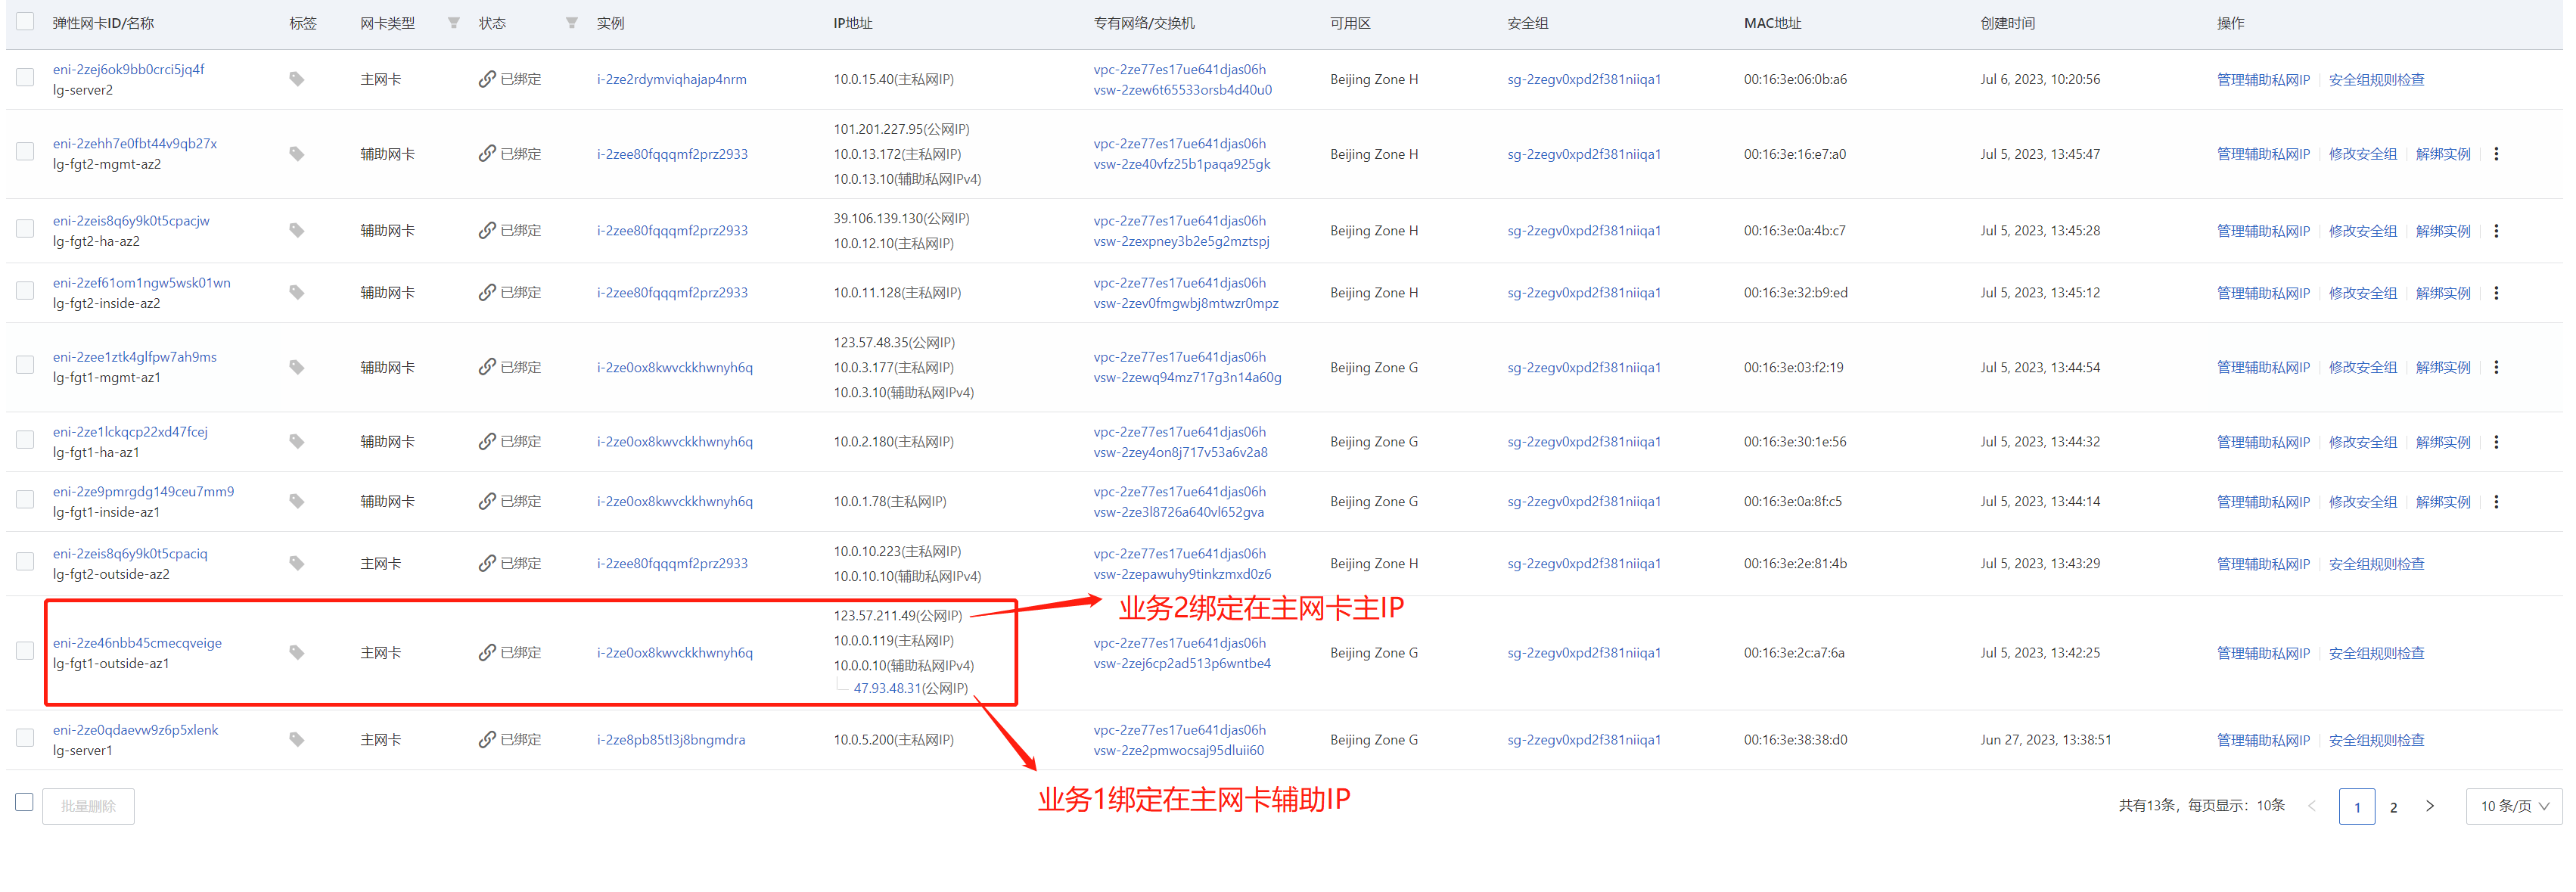 弹性网卡ID/名称 标签 网卡类型 状态 实例 IP地址 专有网络/交换机 可用区 安全组 MAC地址 创建时间 操作
eni-2zej6ok9bb0crci5jq4f
lg-server2
主网卡 已绑定 i-2ze2rdymviqhajap4nrm 10.0.15.40(主私网IP)
vpc-2ze77es17ue641djas06h
vsw-2zew6t65533orsb4d40u0
Beijing Zone H sg-2zegv0xpd2f381niiqa1 00:16:3e:06:0b:a6 Jul 6, 2023, 10:20:56 管理辅助私网IP 安全组规则检查
eni-2zehh7e0fbt44v9qb27x
lg-fgt2-mgmt-az2
辅助网卡 已绑定 i-2zee80fqqqmf2prz2933
101.201.227.95(公网IP)
10.0.13.172(主私网IP)
10.0.13.10(辅助私网IPv4)
vpc-2ze77es17ue641djas06h
vsw-2ze40vfz25b1paqa925gk
Beijing Zone H sg-2zegv0xpd2f381niiqa1 00:16:3e:16:e7:a0 Jul 5, 2023, 13:45:47 管理辅助私网IP 修改安全组 解绑实例
eni-2zeis8q6y9k0t5cpacjw
lg-fgt2-ha-az2
辅助网卡 已绑定 i-2zee80fqqqmf2prz2933
39.106.139.130(公网IP)
10.0.12.10(主私网IP)
vpc-2ze77es17ue641djas06h
vsw-2zexpney3b2e5g2mztspj
Beijing Zone H sg-2zegv0xpd2f381niiqa1 00:16:3e:0a:4b:c7 Jul 5, 2023, 13:45:28 管理辅助私网IP 修改安全组 解绑实例
eni-2zef61om1ngw5wsk01wn
lg-fgt2-inside-az2
辅助网卡 已绑定 i-2zee80fqqqmf2prz2933 10.0.11.128(主私网IP)
vpc-2ze77es17ue641djas06h
vsw-2zev0fmgwbj8mtwzr0mpz
Beijing Zone H sg-2zegv0xpd2f381niiqa1 00:16:3e:32:b9:ed Jul 5, 2023, 13:45:12 管理辅助私网IP 修改安全组 解绑实例
eni-2zee1ztk4glfpw7ah9ms
lg-fgt1-mgmt-az1
辅助网卡 已绑定 i-2ze0ox8kwvckkhwnyh6q
123.57.48.35(公网IP)
10.0.3.177(主私网IP)
10.0.3.10(辅助私网IPv4)
vpc-2ze77es17ue641djas06h
vsw-2zewq94mz717g3n14a60g
Beijing Zone G sg-2zegv0xpd2f381niiqa1 00:16:3e:03:f2:19 Jul 5, 2023, 13:44:54 管理辅助私网IP 修改安全组 解绑实例
eni-2ze1lckqcp22xd47fcej
lg-fgt1-ha-az1
辅助网卡 已绑定 i-2ze0ox8kwvckkhwnyh6q 10.0.2.180(主私网IP)
vpc-2ze77es17ue641djas06h
vsw-2zey4on8j717v53a6v2a8
Beijing Zone G sg-2zegv0xpd2f381niiqa1 00:16:3e:30:1e:56 Jul 5, 2023, 13:44:32 管理辅助私网IP 修改安全组 解绑实例
eni-2ze9pmrgdg149ceu7mm9
lg-fgt1-inside-az1
辅助网卡 已绑定 i-2ze0ox8kwvckkhwnyh6q 10.0.1.78(主私网IP)
vpc-2ze77es17ue641djas06h
vsw-2ze3l8726a640vl652gva
Beijing Zone G sg-2zegv0xpd2f381niiqa1 00:16:3e:0a:8f:c5 Jul 5, 2023, 13:44:14 管理辅助私网IP 修改安全组 解绑实例
eni-2zeis8q6y9k0t5cpaciq
lg-fgt2-outside-az2
主网卡 已绑定 i-2zee80fqqqmf2prz2933
10.0.10.223(主私网IP)
10.0.10.10(辅助私网IPv4)
vpc-2ze77es17ue641djas06h
vsw-2zepawuhy9tinkzmxd0z6
Beijing Zone H sg-2zegv0xpd2f381niiqa1 00:16:3e:2e:81:4b Jul 5, 2023, 13:43:29 管理辅助私网IP 安全组规则检查
业务2绑定在主网卡主IP
eni-2ze46nbb45cmecqveige
lg-fgt1-outside-az1
主网卡 已绑定 i-2ze0ox8kwvckkhwnyh6q
123.57.211.49(公网IP)
10.0.0.119(主私网IP)
10.0.0.10(辅助私网IPv4)
47.93.48.31(公网IP)
vpc-2ze77es17ue641djas06h
vsw-2zej6cp2ad513p6wntbe4
Beijing Zone G sg-2zegv0xpd2f381niiqa1 00:16:3e:2c:a7:6a Jul 5, 2023, 13:42:25 管理辅助私网IP 安全组规则检查
eni-2ze0qdaevw9z6p5xlenk
lg-server1
主网卡 已绑定 i-2ze8pb85tl3j8bngmdra 10.0.5.200(主私网IP)
vpc-2ze77es17ue641djas06h
vsw-2ze2pmwocsaj95dluii60
Beijing Zone G sg-2zegv0xpd2f381niiqa1 00:16:3e:38:38:d0 Jun 27, 2023, 13:38:51 管理辅助私网IP 安全组规则检查
业务1绑定在主网卡辅助IP
批量删除 共有13条，每页显示：10条 1 2 10 条/页